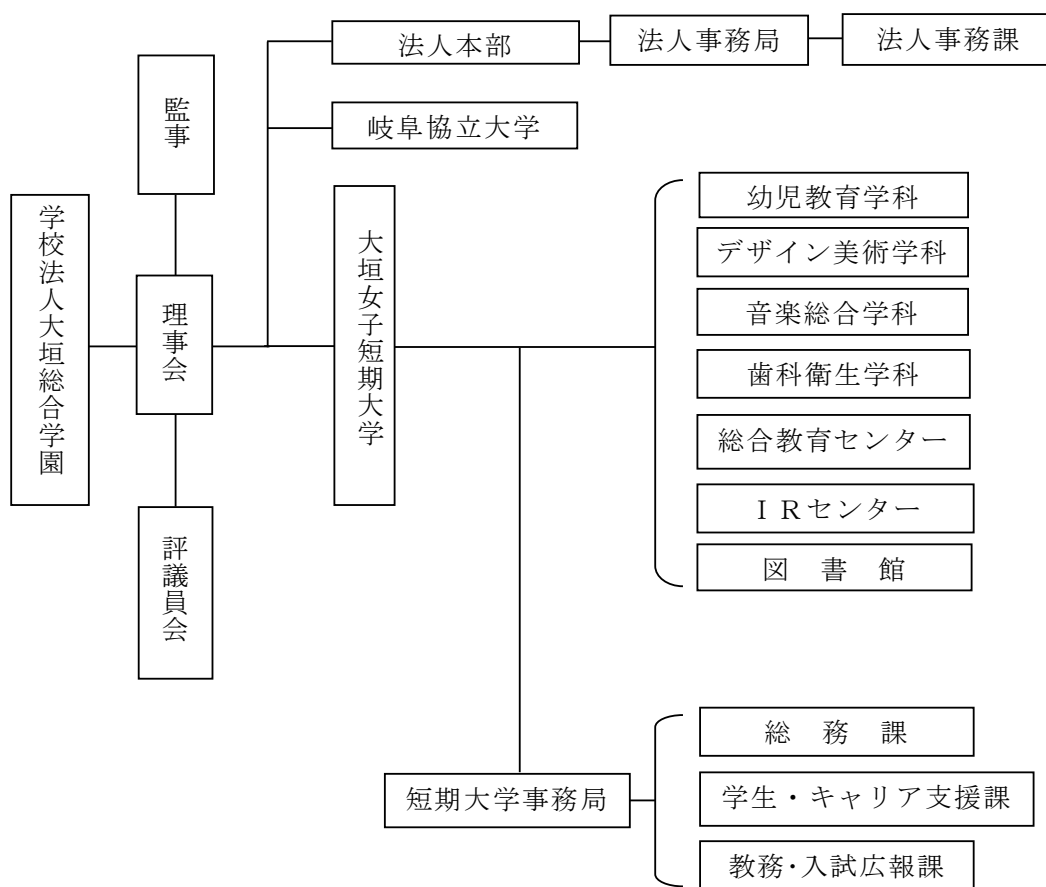 法人本部
法人事務局
法人事務課
監事
岐阜協立大学
学校法人大垣総合学園
理事会
大垣女子短期大学
評議員会
幼児教育学科
デザイン美術学科
音楽総合学科
歯科衛生学科
総合教育センター
ＩＲセンター
図　書　館
短期大学事務局
総　務　課
学生・キャリア支援課
教務・入試広報課